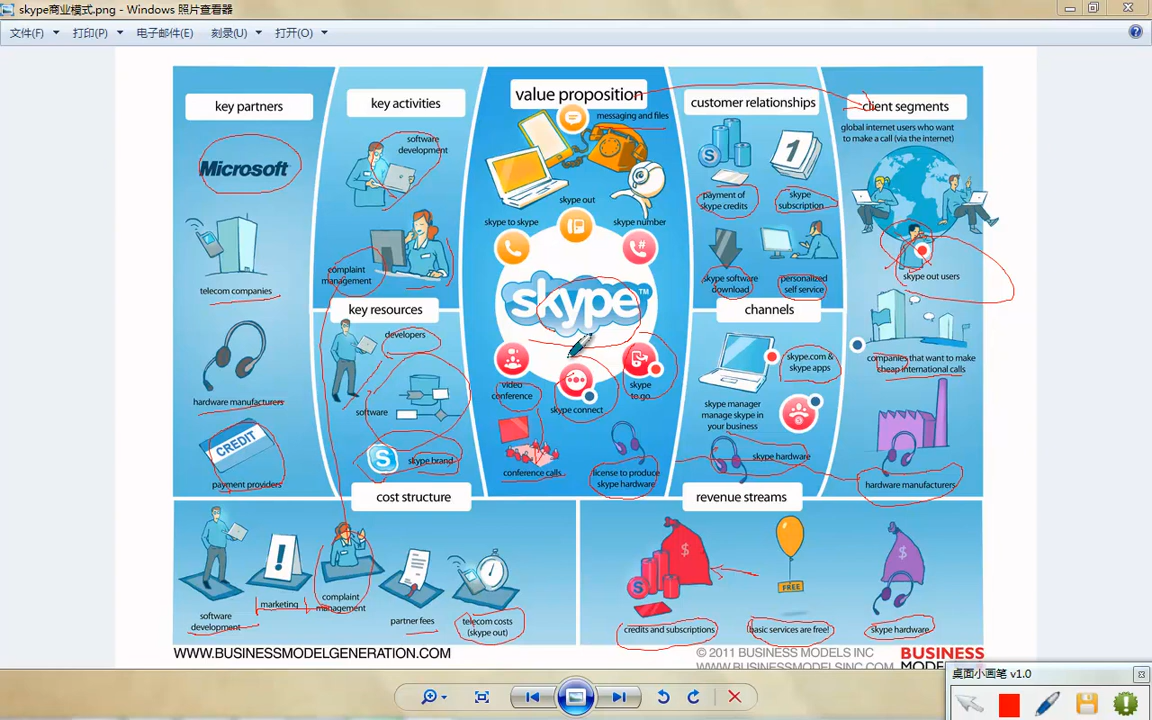 skype商业模式.png - Windows 照片查看器
文件(F)
打印(P)
电子邮件(E)
刻录(U)
打开(O)
key partners
Microsoft
telecom companies
hardware manufacturers
CREDIT
payment providers
key activities
software
development
complaint
management
key resources
developers
software
S
skype brand
value proposition
messaging and files
skype out
skype to skype
skype number
skype™
video
conference
skype connect
skype
to go
conference calls
license to produce
skype hardware
customer relationships
S
1
payment of
skype credits
skype
subscription
skype software
download
personalized
self service
channels
skype.com &
skype apps
skype manager
manage skype in
your business
skype hardware
client segments
global internet users who want
to make a call (via the internet)
skype out users
companies that want to make
cheap international calls
hardware manufacturers
cost structure
software
development
marketing
complaint
management
partner fees
telecom costs
(skype out)
revenue streams
$
S
credits and subscriptions
FREE
basic services are free!
$
skype hardware
WWW.BUSINESSMODELGENERATION.COM
© 2011 BUSINESS MODELS INC
WWW.BUSINESSMODELSINC.COM
BUSINESS
桌面小画笔 v1.0